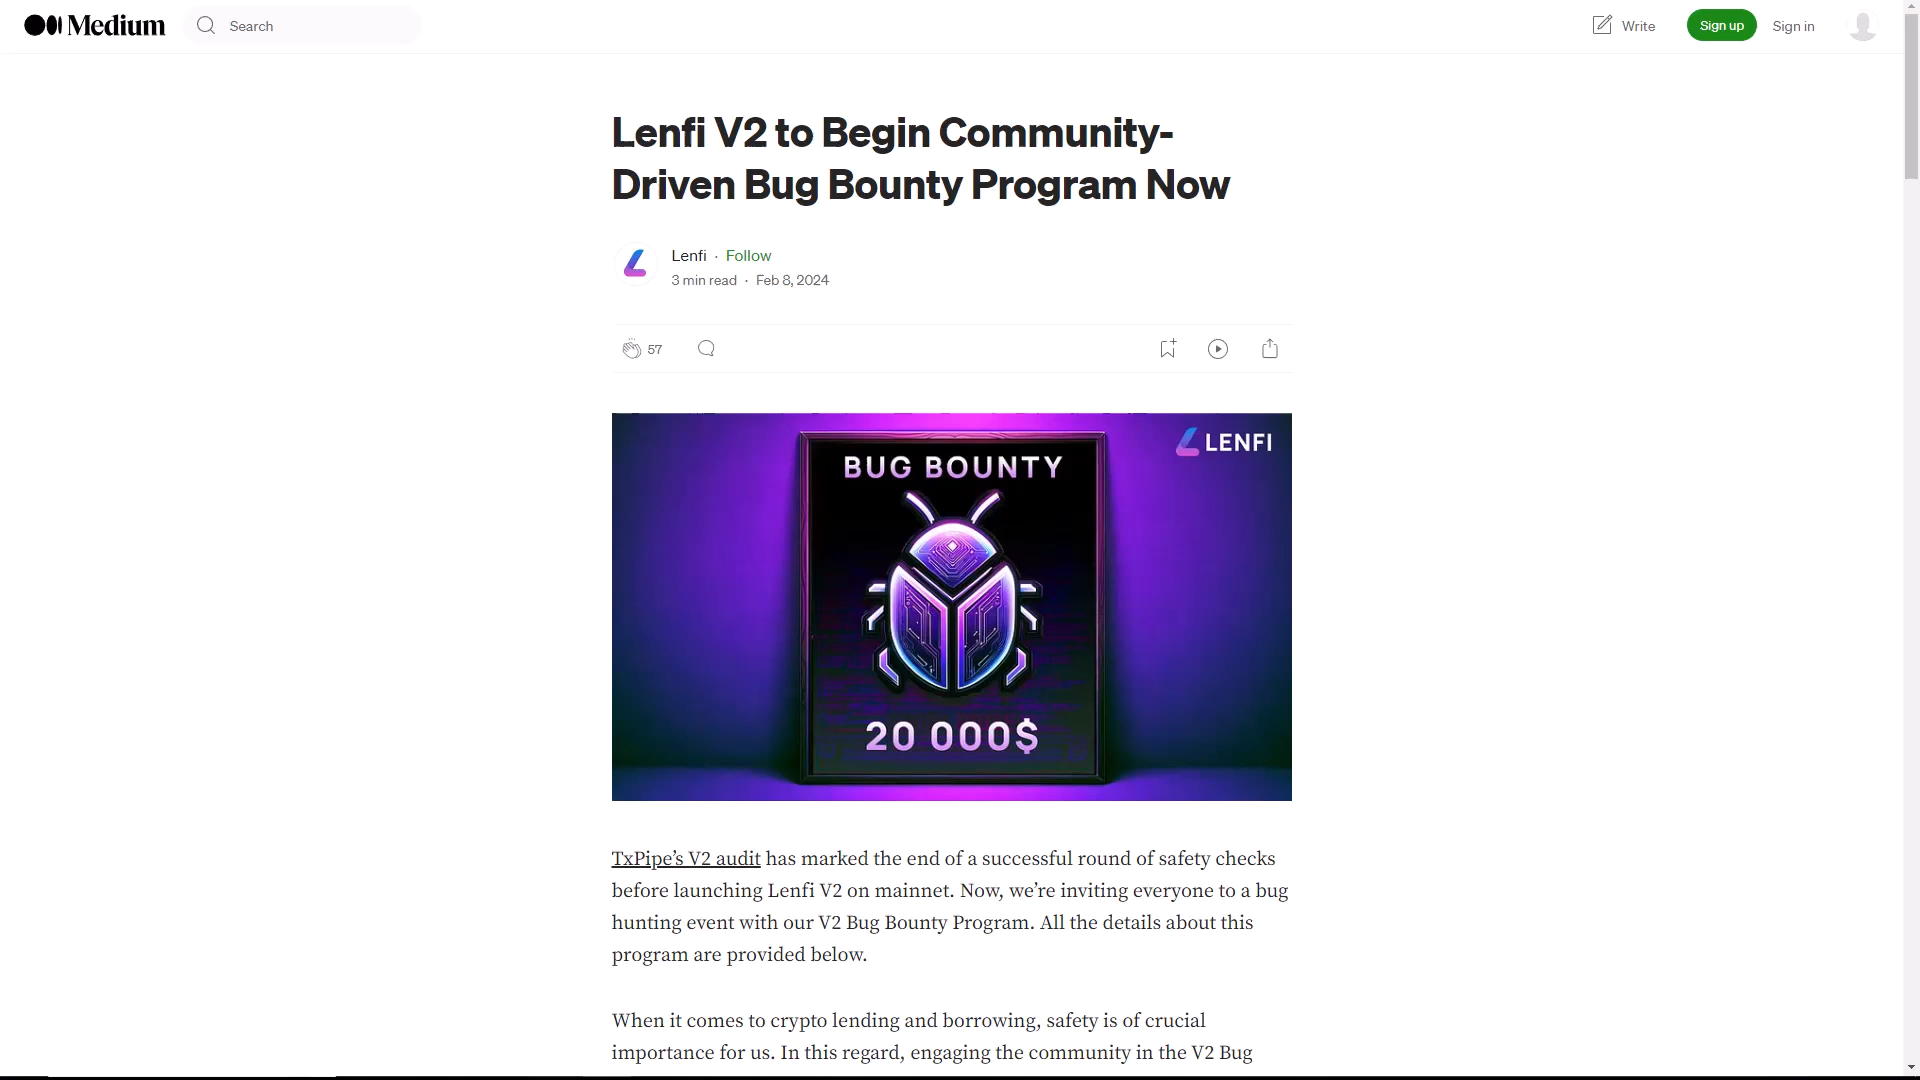 Medium
Search
Write
Sign up
Sign in
Lenfi V2 to Begin Community-
Driven Bug Bounty Program Now
Lenfi · Follow
3 min read · Feb 8, 2024
57
LENFI
BUG BOUNTY
20 000$
TxPipe’s V2 audit has marked the end of a successful round of safety checks
before launching Lenfi V2 on mainnet. Now, we’re inviting everyone to a bug
hunting event with our V2 Bug Bounty Program. All the details about this
program are provided below.
When it comes to crypto lending and borrowing, safety is of crucial
importance for us. In this regard, engaging the community in the V2 Bug